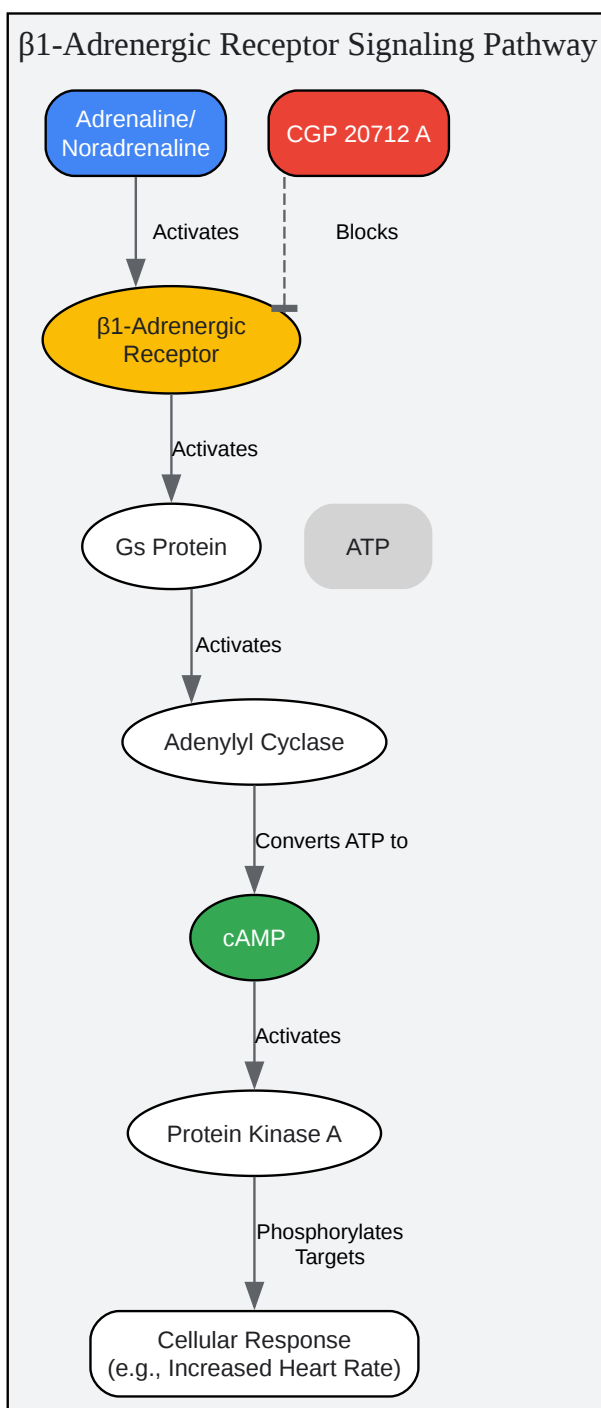 β1-Adrenergic Receptor Signaling Pathway
Adrenaline/
Noradrenaline
CGP 20712 A
Activates
Blocks
β1-Adrenergic
Receptor
Activates
Gs Protein
ATP
Activates
Adenylyl Cyclase
Converts ATP to
cAMP
Activates
Protein Kinase A
Phosphorylates
Targets
Cellular Response
(e.g., Increased Heart Rate)